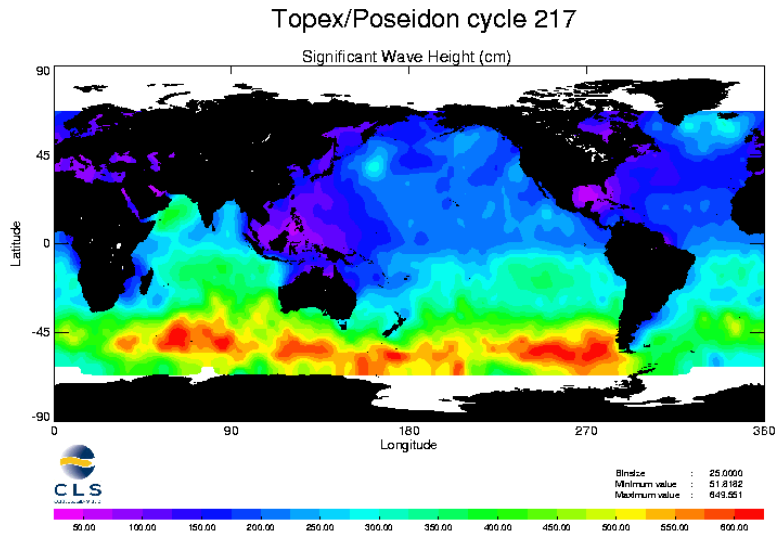 Topex/Poseidon cycle 217
Significant Wave Height (cm)
90
45
0
-45
-90
Latitude
0 90 180 270 360
Longitude
CLS
Binsize : 25.0000
Minimum value : 51.8182
Maximum value : 649.551
50.00 100.00 150.00 200.00 250.00 300.00 350.00 400.00 450.00 500.00 550.00 600.00